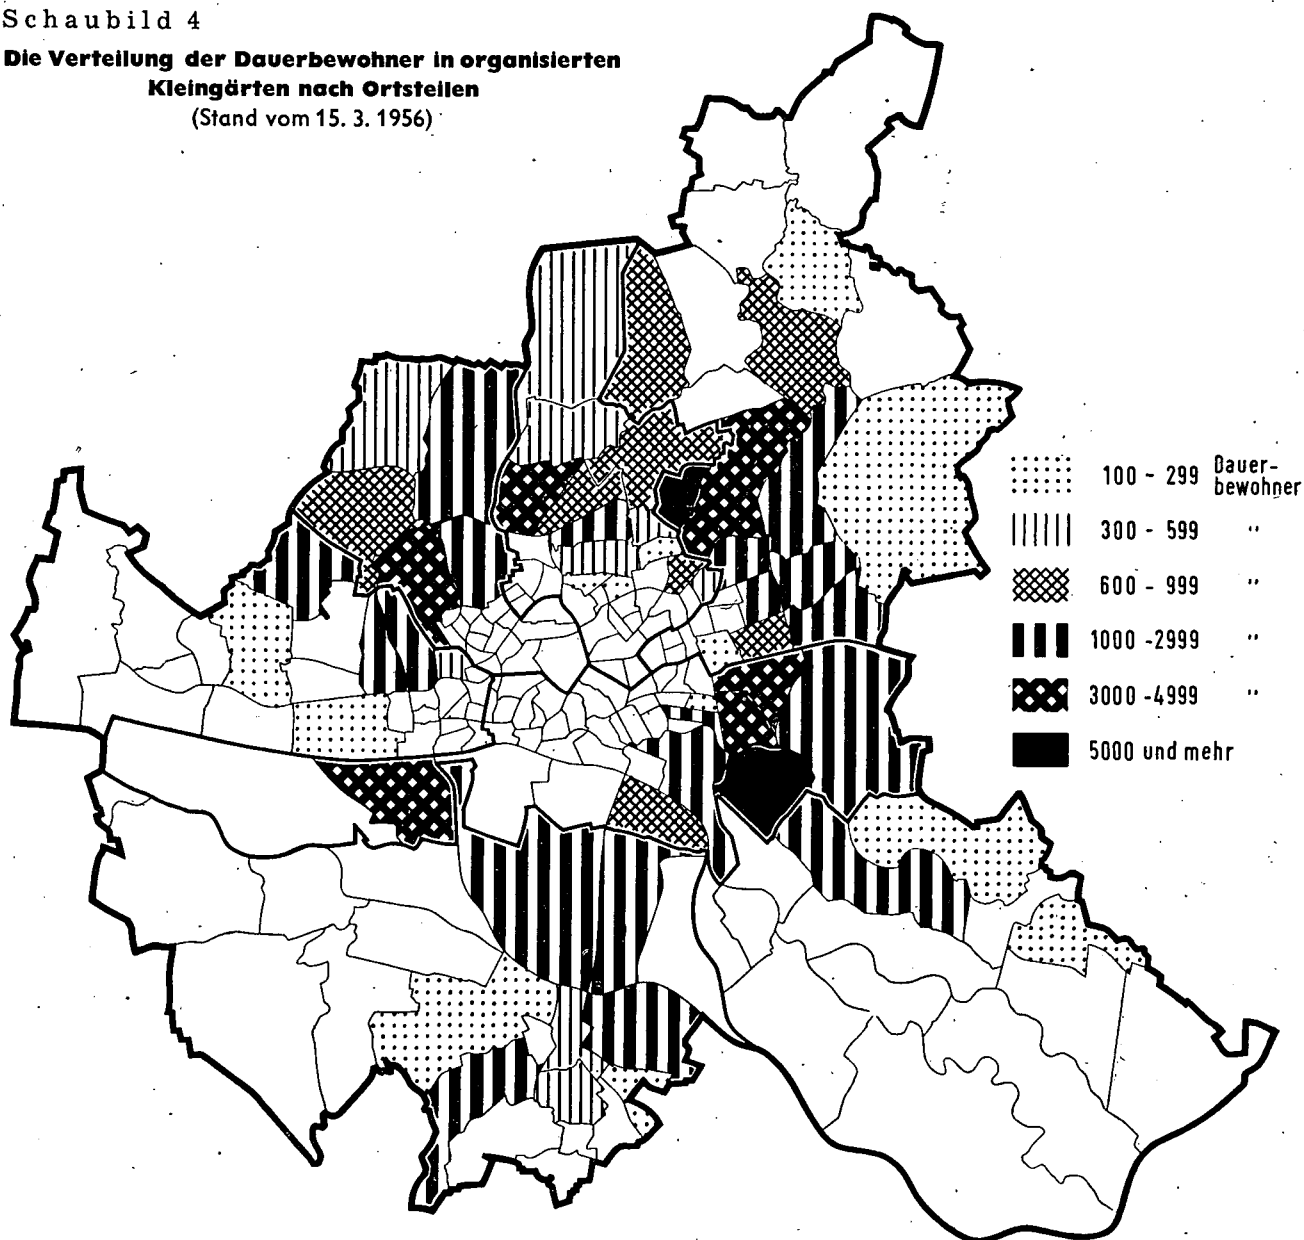 Schaubild 4
Die Verteilung der Dauerbewohner in organisierten
Kleingärten nach Ortsteilen
(Stand vom 15. 3. 1956)
100 - 299 Dauer-
bewohner
300 - 599 "
600 - 999 "
1000 - 2999 "
3000 - 4999 "
5000 und mehr